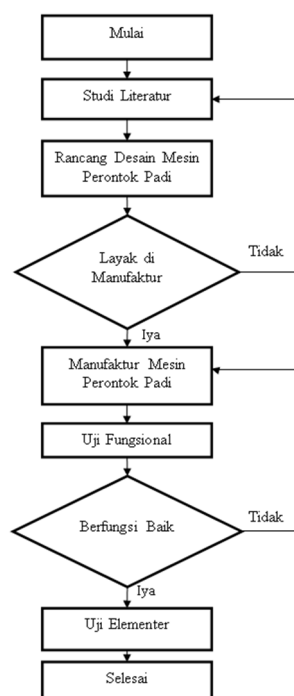 Mulai
Studi Literatur
Rancang Desain Mesin
Perontok Padi
Layak di
Manufaktur
Tidak
Iya
Manufaktur Mesin
Perontok Padi
Uji Fungsional
Berfungsi Baik
Tidak
Iya
Uji Elementer
Selesai